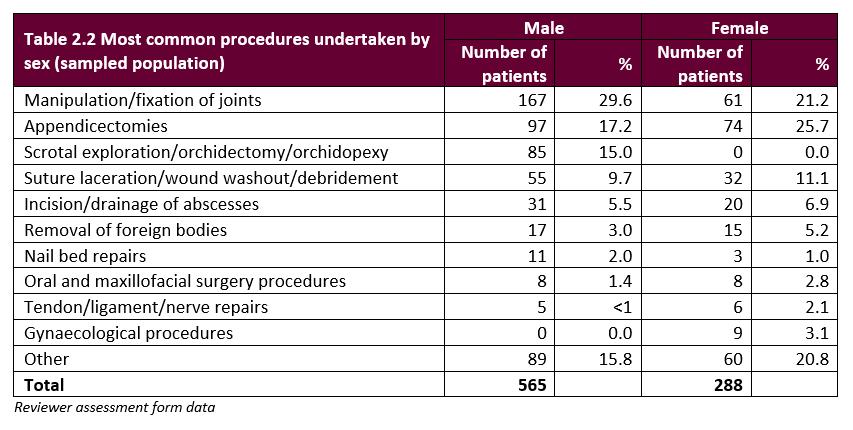 Table 2.2 Most common procedures undertaken by
sex (sampled population)
Male
Female
Number of
patients
%
Number of
patients
%
Manipulation/fixation of joints 167 29.6 61 21.2
Appendicectomies 97 17.2 74 25.7
Scrotal exploration/orchidectomy/orchidopexy 85 15.0 0 0.0
Suture laceration/wound washout/debridement 55 9.7 32 11.1
Incision/drainage of abscesses 31 5.5 20 6.9
Removal of foreign bodies 17 3.0 15 5.2
Nail bed repairs 11 2.0 3 1.0
Oral and maxillofacial surgery procedures 8 1.4 8 2.8
Tendon/ligament/nerve repairs 5 <1 6 2.1
Gynaecological procedures 0 0.0 9 3.1
Other 89 15.8 60 20.8
Total 565 288
Reviewer assessment form data